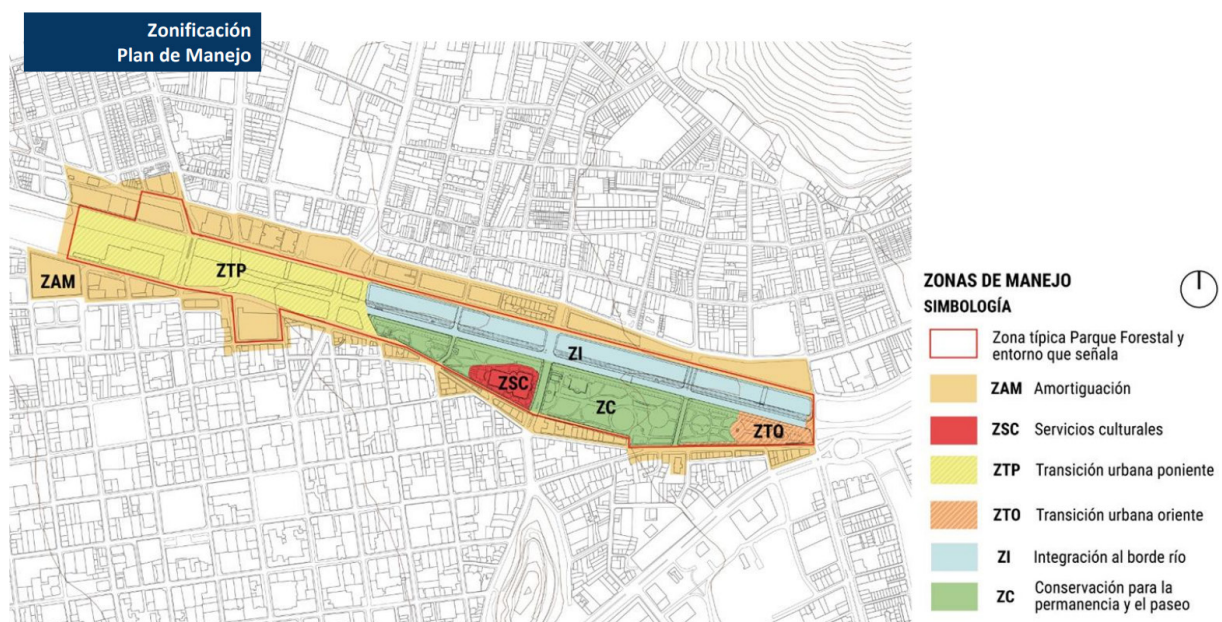 Zonificación
Plan de Manejo
ZAM
ZTP
ZI
ZSC
ZC
ZTO
ZONAS DE MANEJO
SIMBOLOGÍA
Zona típica Parque Forestal y
entorno que señala
ZAM Amortiguación
ZSC Servicios culturales
ZTP Transición urbana poniente
ZTO Transición urbana oriente
ZI Integración al borde río
ZC Conservación para la
permanencia y el paseo